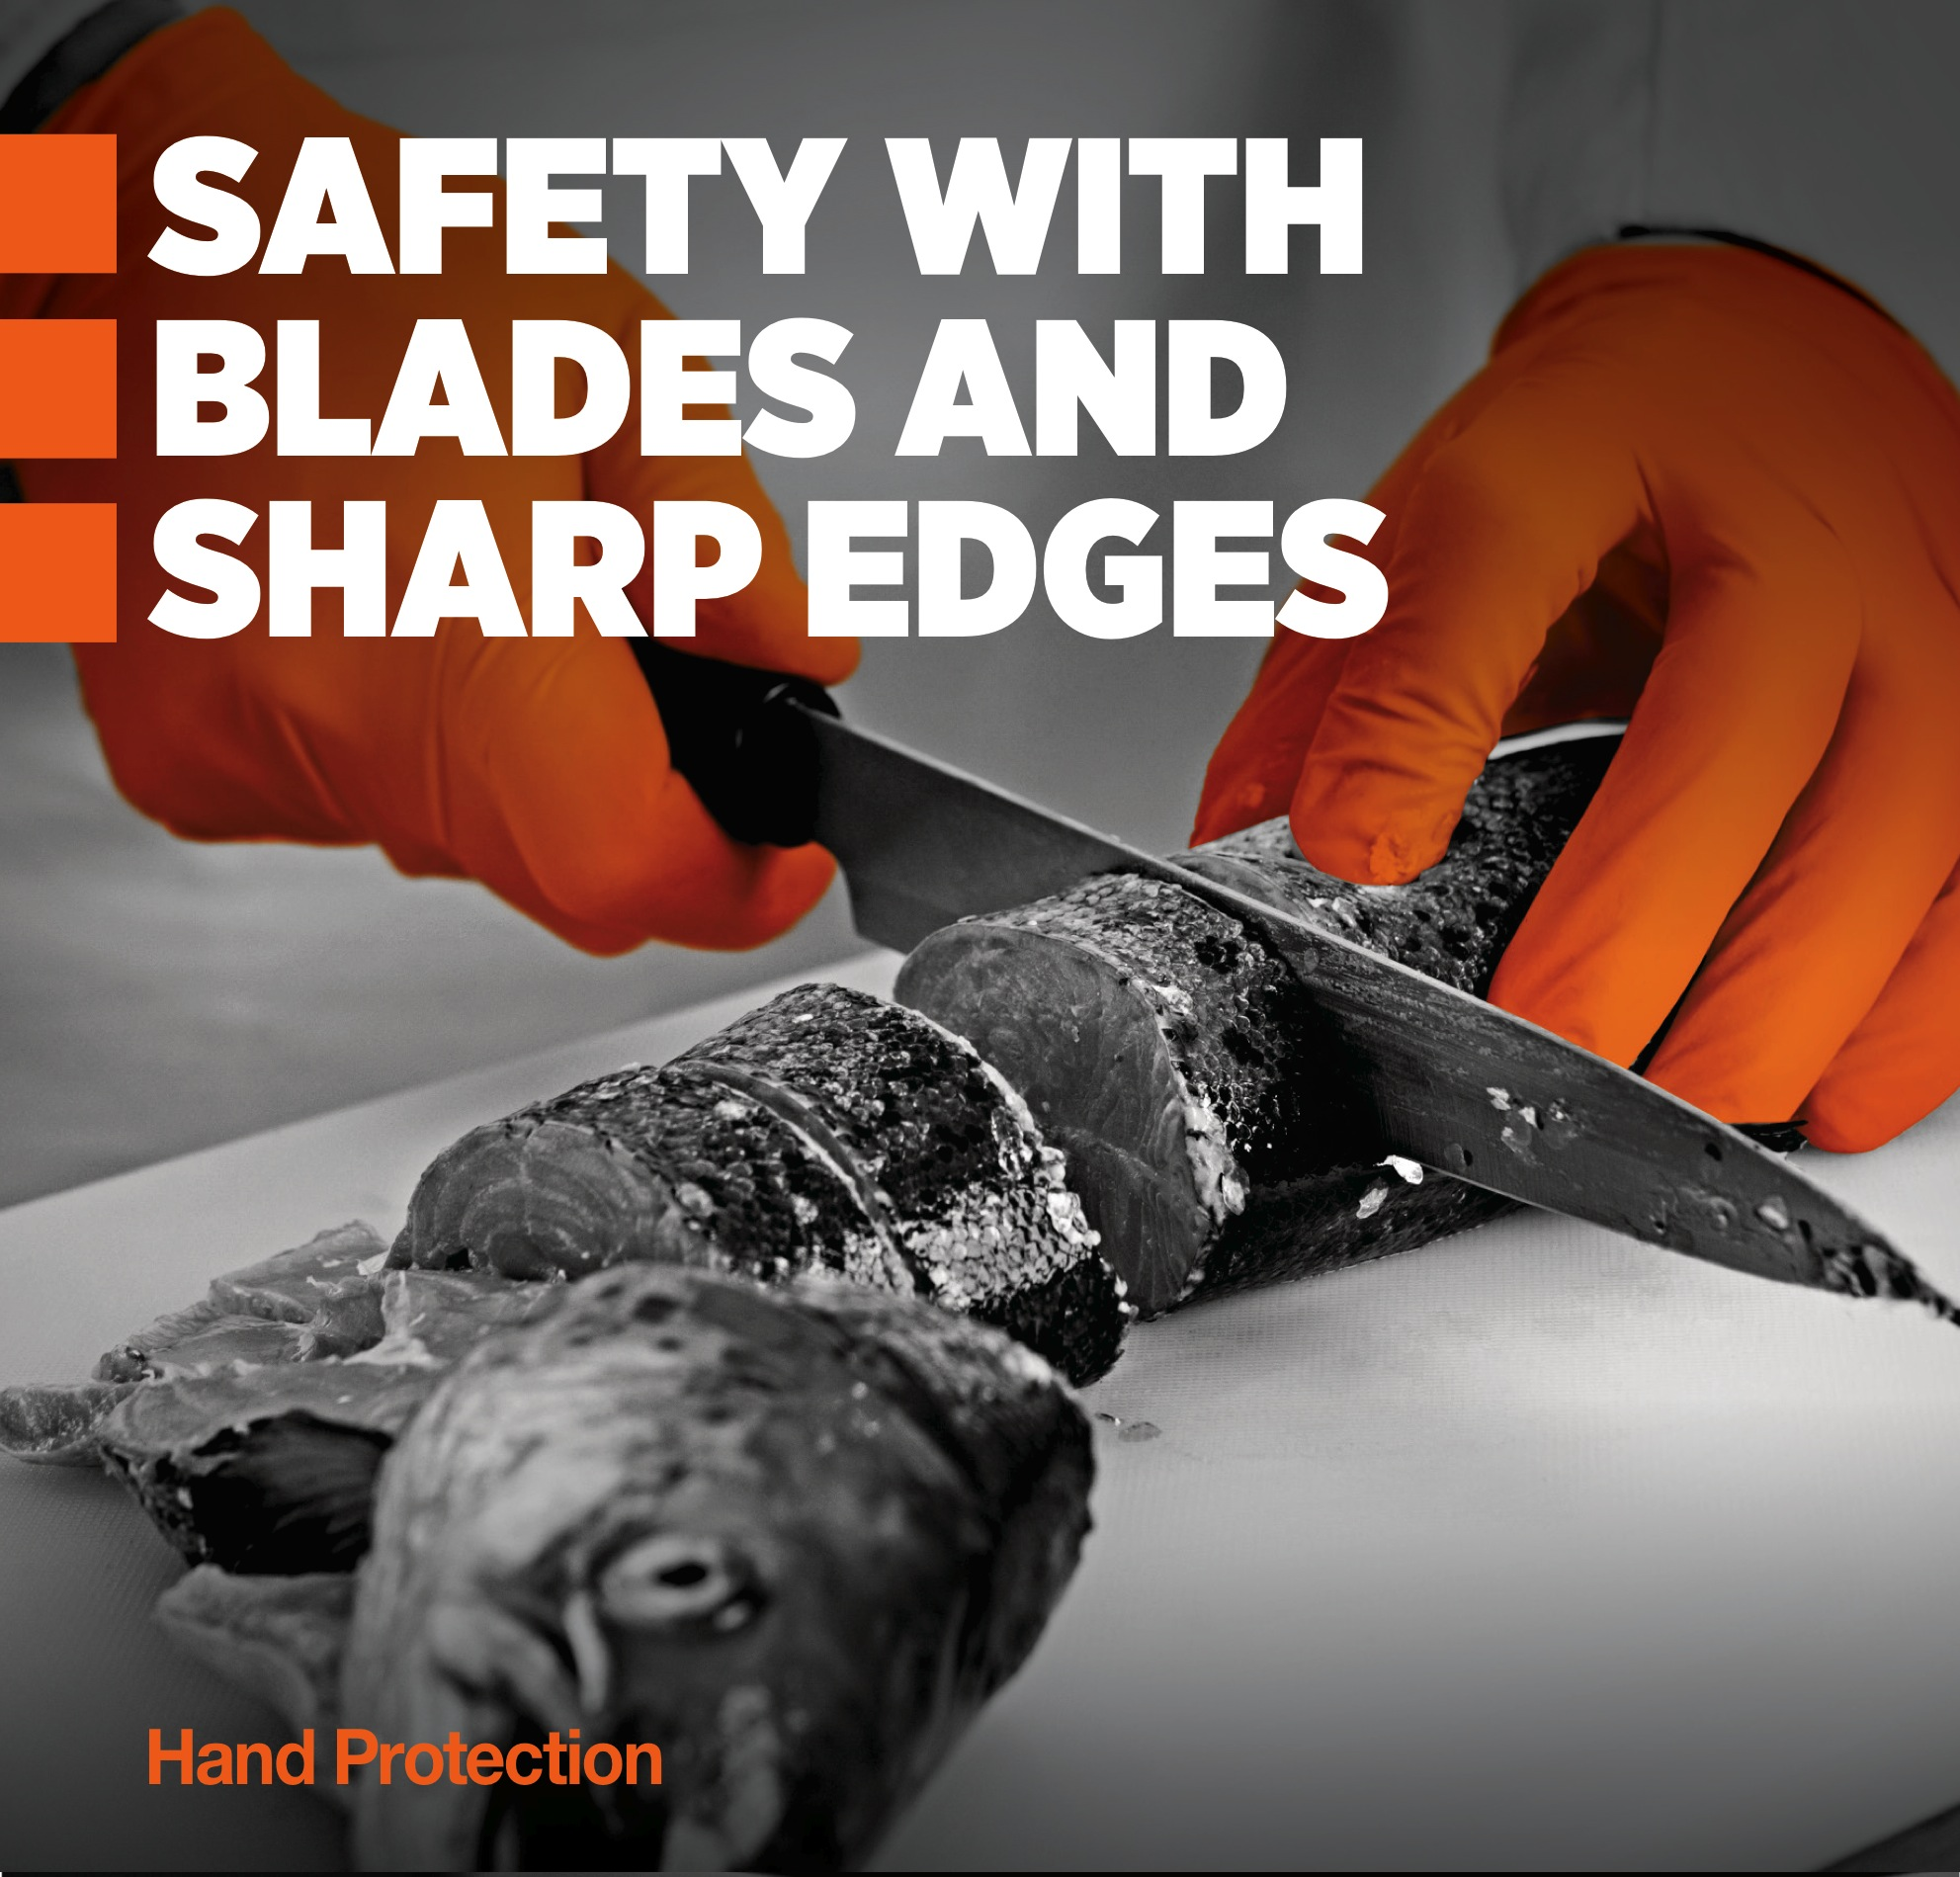 SAFETY WITH
BLADES AND
SHARP EDGES
Hand Protection